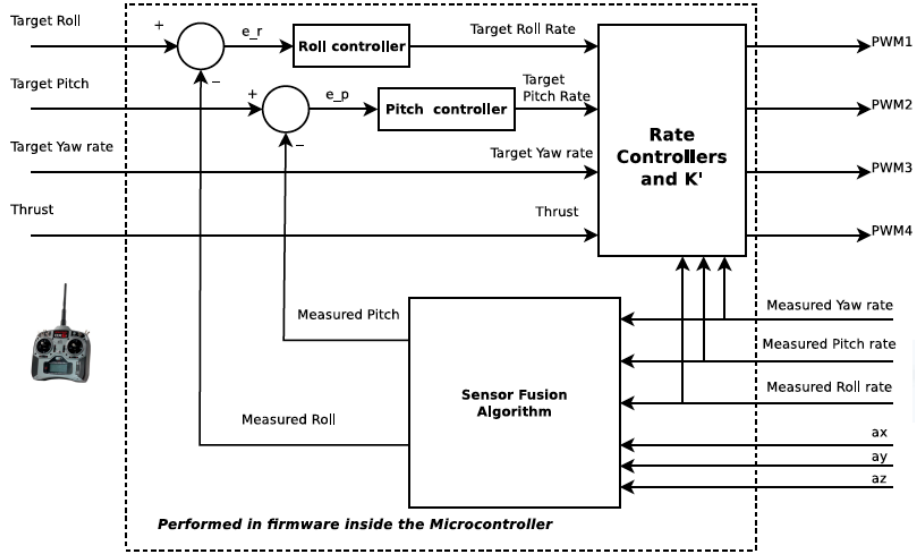 Target Roll
+
e_r
Roll controller
Target Roll Rate
PWM1
−
Target Pitch
+
e_p
Pitch controller
Target
Pitch Rate
PWM2
−
Rate
Controllers
and K'
Target Yaw rate
Target Yaw rate
PWM3
Thrust
Thrust
PWM4
Measured Pitch
Measured Yaw rate
Measured Pitch rate
Sensor Fusion
Algorithm
Measured Roll rate
Measured Roll
ax
ay
az
Performed in firmware inside the Microcontroller